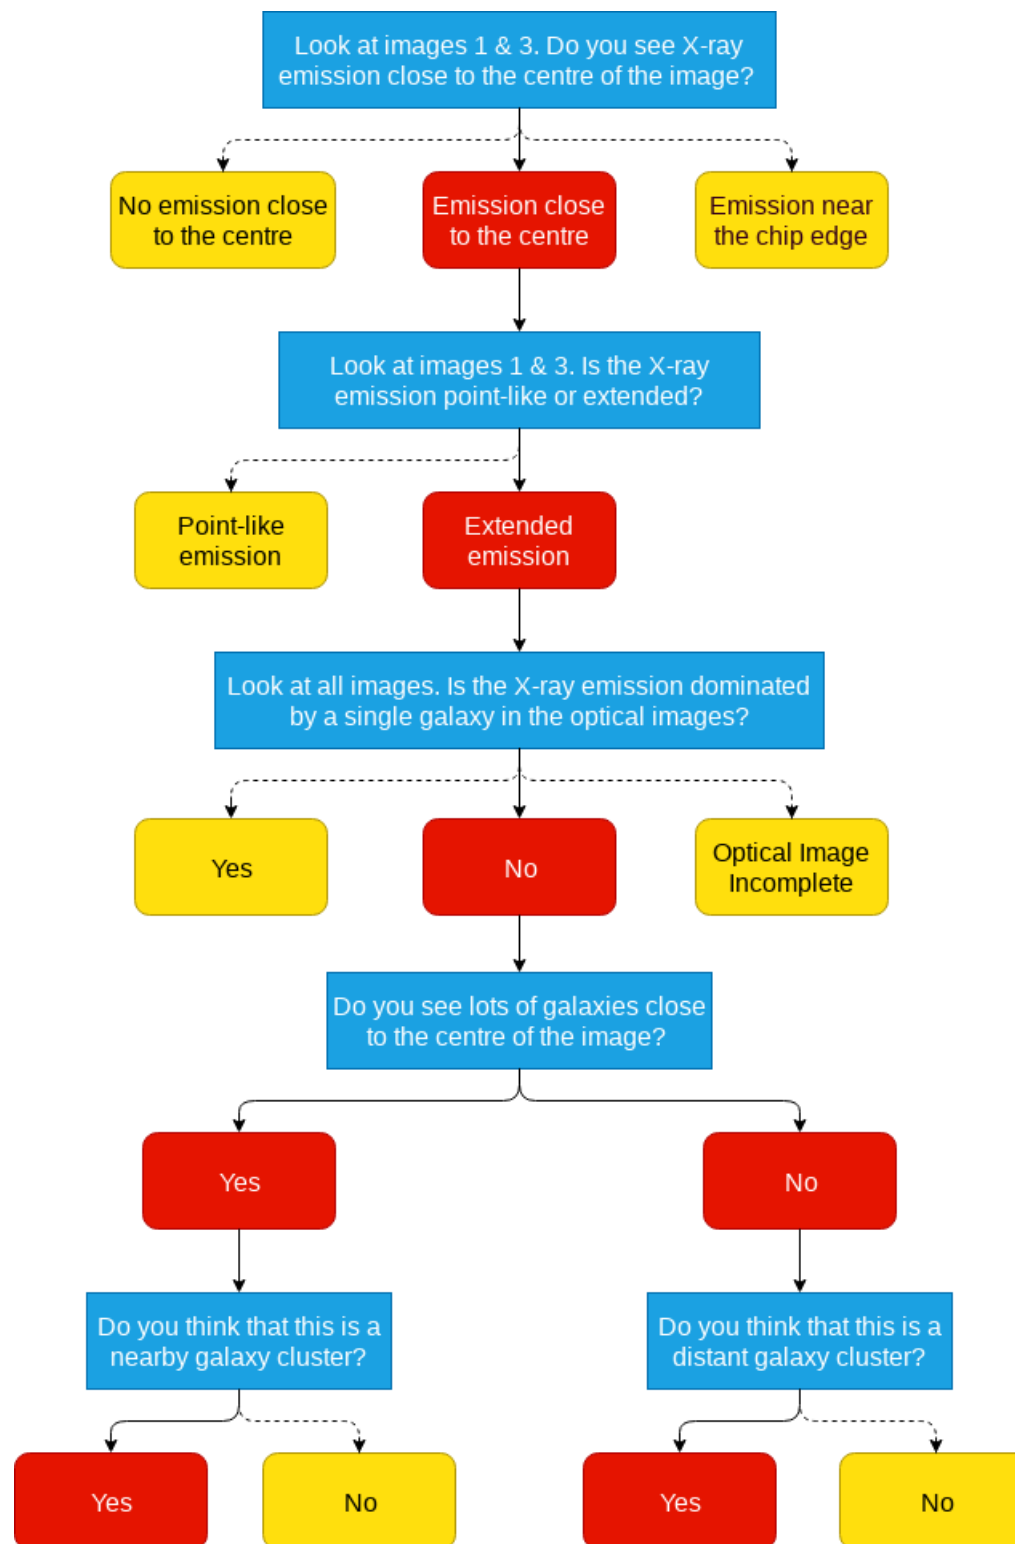 Look at images 1 & 3. Do you see X-ray
emission close to the centre of the image?
No emission close
to the centre
Emission close
to the centre
Emission near
the chip edge
Look at images 1 & 3. Is the X-ray
emission point-like or extended?
Point-like
emission
Extended
emission
Look at all images. Is the X-ray emission dominated
by a single galaxy in the optical images?
Yes
No
Optical Image
Incomplete
Do you see lots of galaxies close
to the centre of the image?
Yes
No
Do you think that this is a
nearby galaxy cluster?
Do you think that this is a
distant galaxy cluster?
Yes
No
Yes
No